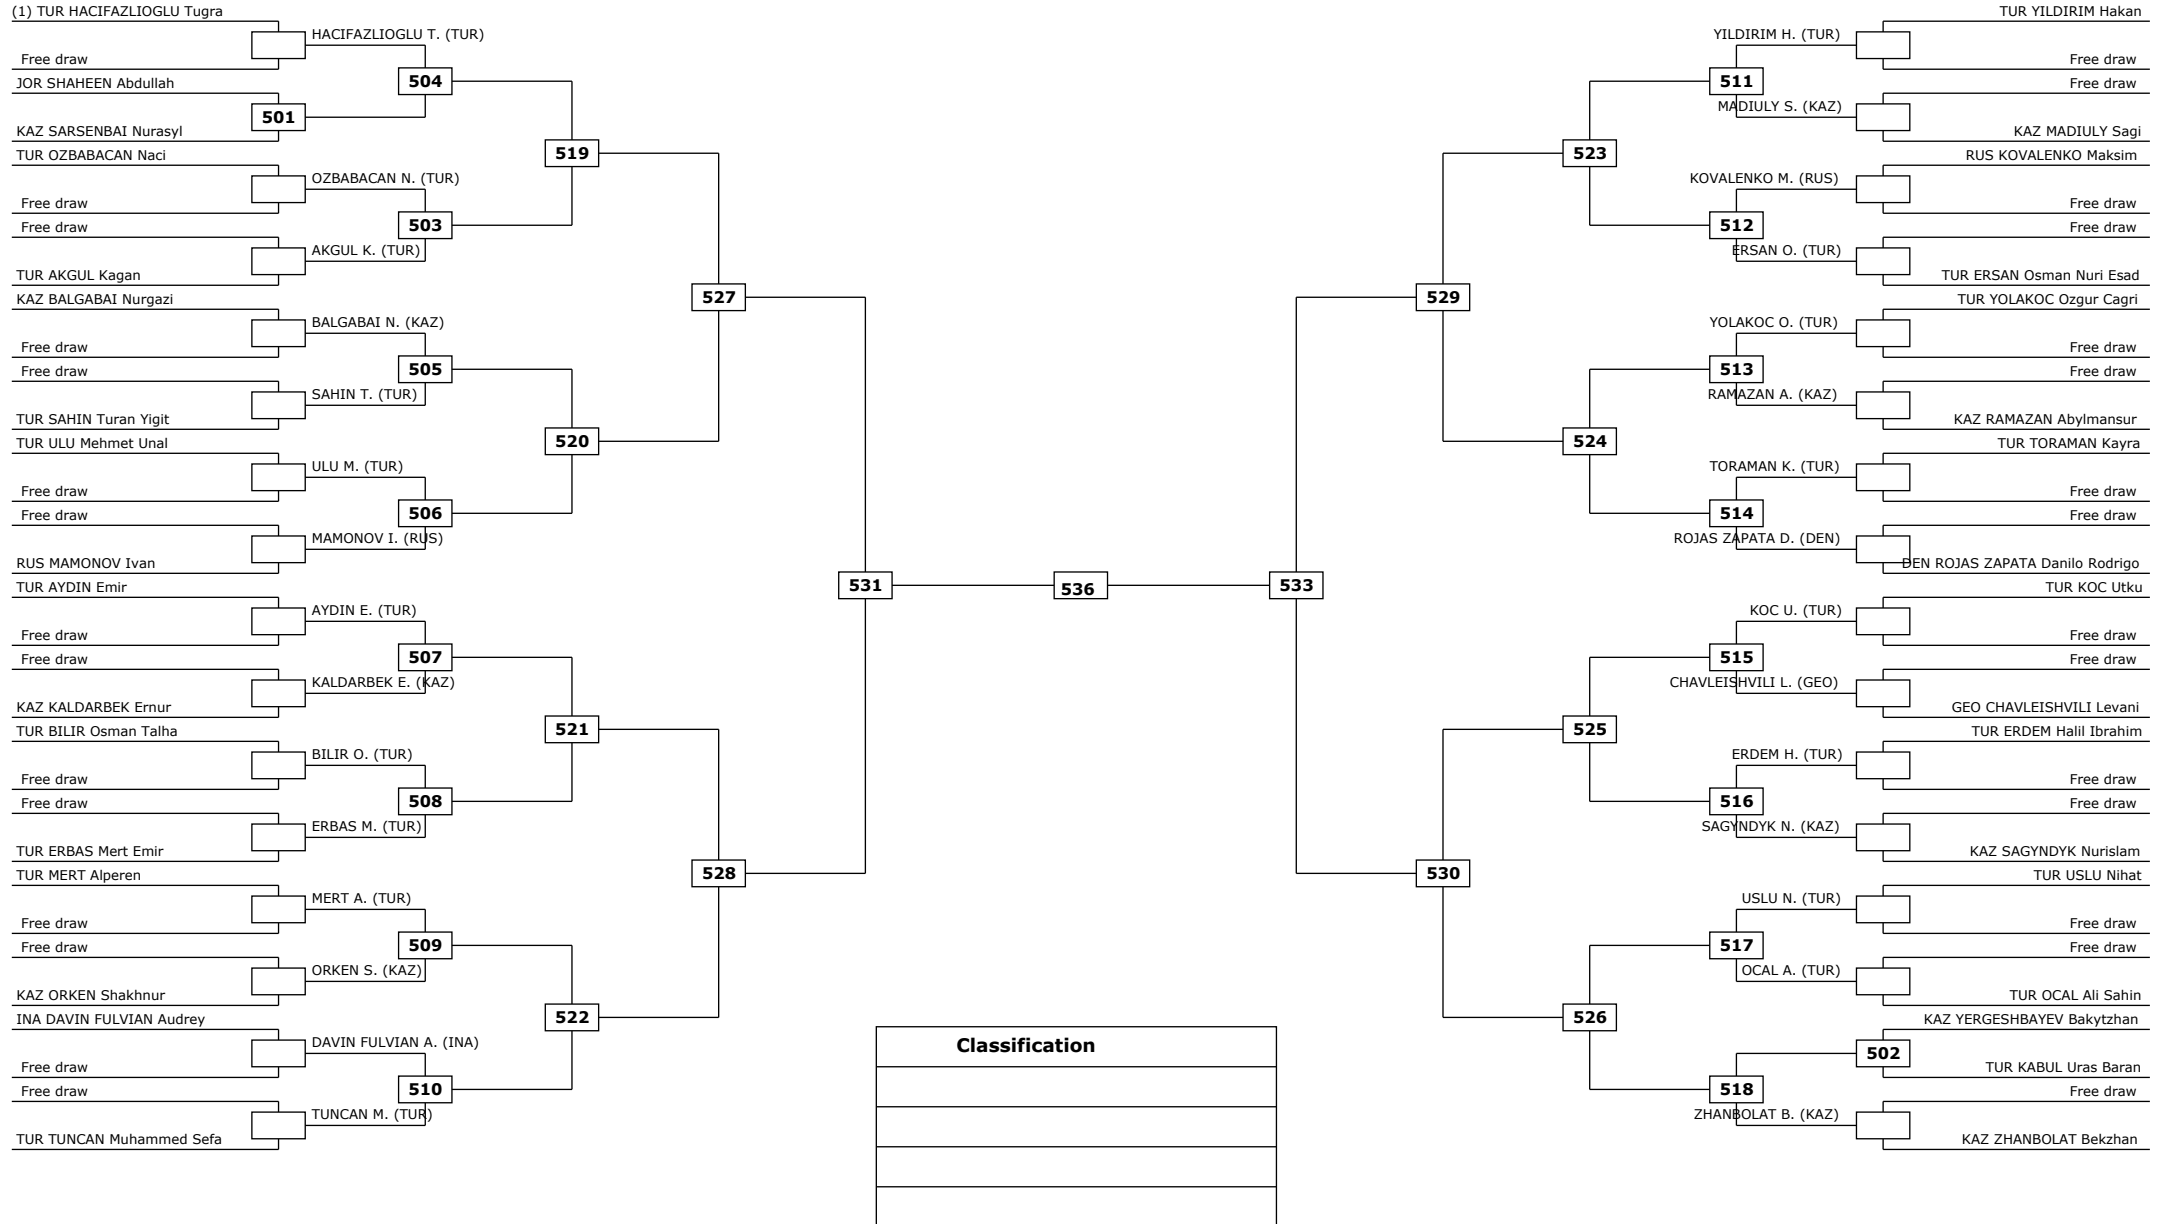 (1) TUR HACIFAZLIOGLU Tugra
HACIFAZLIOGLU T. (TUR)
Free draw
504
JOR SHAHEEN Abdullah
501
KAZ SARSENBAI Nurasyl
519
TUR OZBABACAN Naci
OZBABACAN N. (TUR)
Free draw
503
Free draw
AKGUL K. (TUR)
TUR AKGUL Kagan
527
KAZ BALGABAI Nurgazi
BALGABAI N. (KAZ)
Free draw
505
Free draw
SAHIN T. (TUR)
TUR SAHIN Turan Yigit
520
TUR ULU Mehmet Unal
ULU M. (TUR)
Free draw
506
Free draw
MAMONOV I. (RUS)
RUS MAMONOV Ivan
531
TUR AYDIN Emir
AYDIN E. (TUR)
Free draw
507
Free draw
KALDARBEK E. (KAZ)
KAZ KALDARBEK Ernur
521
TUR BILIR Osman Talha
BILIR O. (TUR)
Free draw
508
Free draw
ERBAS M. (TUR)
TUR ERBAS Mert Emir
528
TUR MERT Alperen
MERT A. (TUR)
Free draw
509
Free draw
ORKEN S. (KAZ)
KAZ ORKEN Shakhnur
522
INA DAVIN FULVIAN Audrey
DAVIN FULVIAN A. (INA)
Free draw
510
Free draw
TUNCAN M. (TUR)
TUR TUNCAN Muhammed Sefa
536
TUR YILDIRIM Hakan
YILDIRIM H. (TUR)
Free draw
511
Free draw
MADIULY S. (KAZ)
KAZ MADIULY Sagi
523
RUS KOVALENKO Maksim
KOVALENKO M. (RUS)
Free draw
512
Free draw
ERSAN O. (TUR)
TUR ERSAN Osman Nuri Esad
529
TUR YOLAKOC Ozgur Cagri
YOLAKOC O. (TUR)
Free draw
513
Free draw
RAMAZAN A. (KAZ)
KAZ RAMAZAN Abylmansur
524
TUR TORAMAN Kayra
TORAMAN K. (TUR)
Free draw
514
Free draw
ROJAS ZAPATA D. (DEN)
DEN ROJAS ZAPATA Danilo Rodrigo
533
TUR KOC Utku
KOC U. (TUR)
Free draw
515
Free draw
CHAVLEISHVILI L. (GEO)
GEO CHAVLEISHVILI Levani
525
TUR ERDEM Halil Ibrahim
ERDEM H. (TUR)
Free draw
516
Free draw
SAGYNDYK N. (KAZ)
KAZ SAGYNDYK Nurislam
530
TUR USLU Nihat
USLU N. (TUR)
Free draw
517
Free draw
OCAL A. (TUR)
TUR OCAL Ali Sahin
526
KAZ YERGESHBAYEV Bakytzhan
502
TUR KABUL Uras Baran
518
Free draw
ZHANBOLAT B. (KAZ)
KAZ ZHANBOLAT Bekzhan
Classification